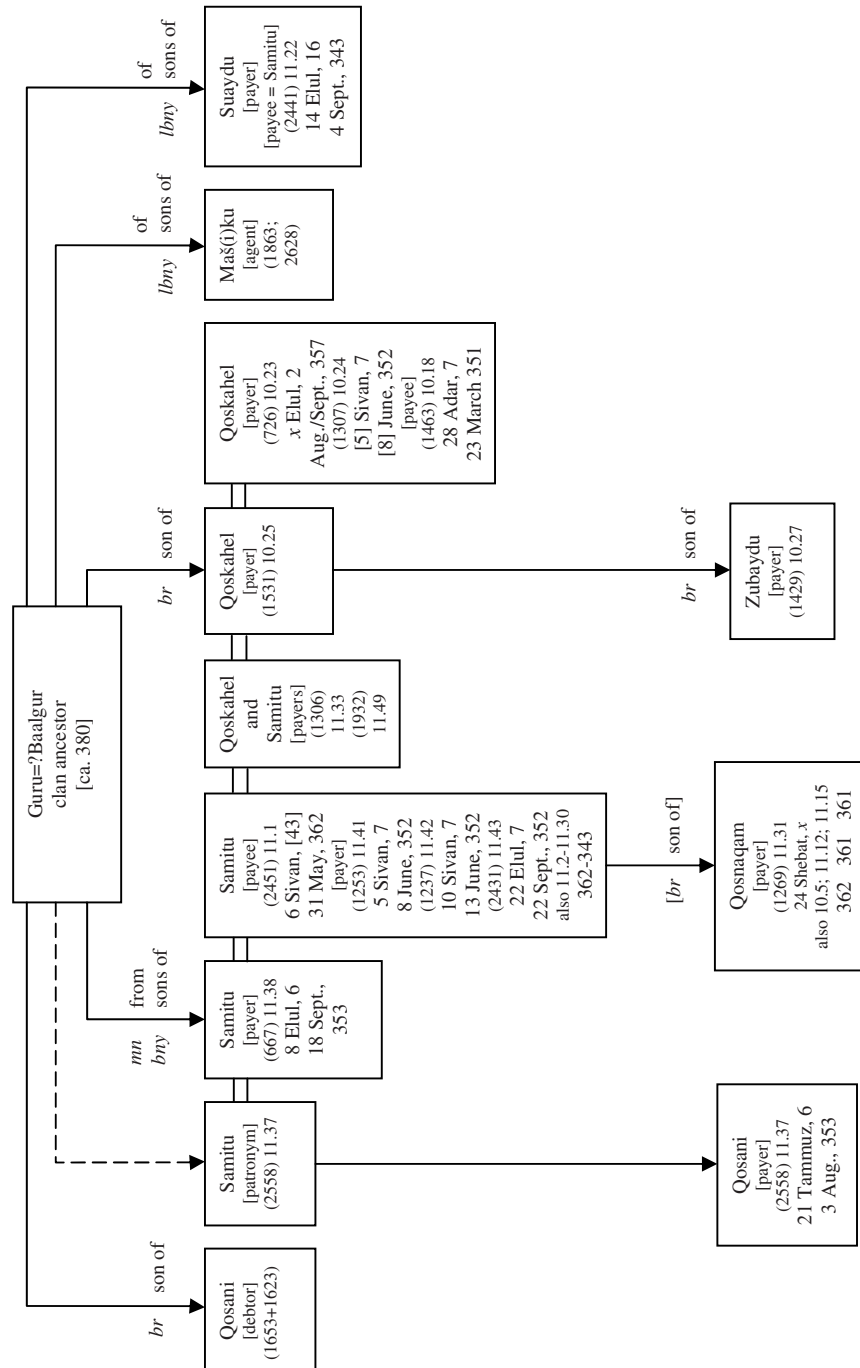 Guru=?Baalgur
clan ancestor
[ca. 380]
br son of
mn from
bny sons of
br son of
lbny of
sons of
lbny of
sons of
Qosani
[debtor]
(1653+1623)
Samitu
[patronym]
(2558) 11.37
Samitu
[payer]
(667) 11.38
8 Elul, 6
18 Sept.,
353
Samitu
[payee]
(2451) 11.1
6 Sivan, [43]
31 May, 362
[payer]
(1253) 11.41
5 Sivan, 7
8 June, 352
(1237) 11.42
10 Sivan, 7
13 June, 352
(2431) 11.43
22 Elul, 7
22 Sept., 352
also 11.2-11.30
362-343
Qoskahel
and
Samitu
[payers]
(1306)
11.33
(1932)
11.49
Qoskahel
[payer]
(1531) 10.25
Qoskahel
[payer]
(726) 10.23
x Elul, 2
Aug./Sept., 357
(1307) 10.24
[5] Sivan, 7
[8] June, 352
[payee]
(1463) 10.18
28 Adar, 7
23 March 351
Maš(i)ku
[agent]
(1863;
2628)
Suaydu
[payer]
[payee = Samitu]
(2441) 11.22
14 Elul, 16
4 Sept., 343
[br son of]
br son of
Qosani
[payer]
(2558) 11.37
21 Tammuz, 6
3 Aug., 353
Qosnaqam
[payer]
(1269) 11.31
24 Shebat, x
also 10.5; 11.12; 11.15
362 361 361
Zubaydu
[payer]
(1429) 10.27